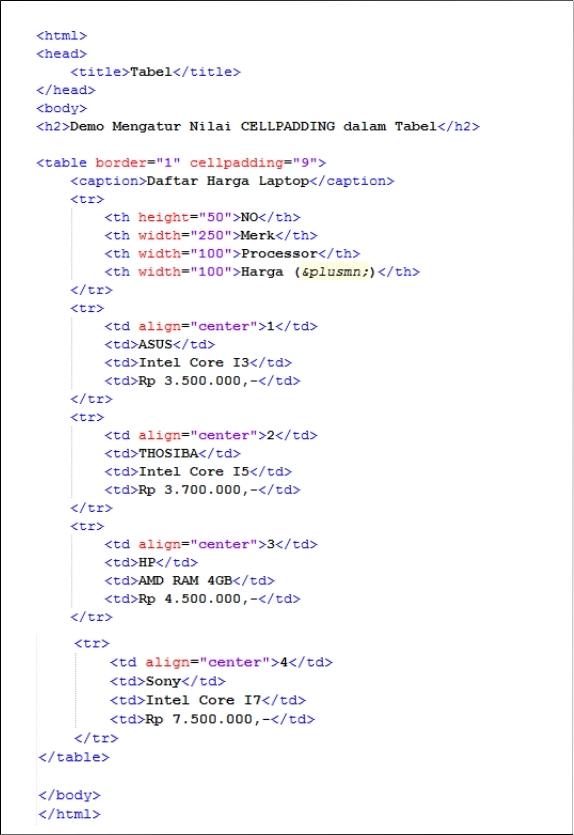 <html>
<head>
<title>Tabel</title>
</head>
<body>
<h2>Demo Mengatur Nilai CELLPADDING dalam Tabel</h2>
<table border="1" cellpadding="9">
<caption>Daftar Harga Laptop</caption>
<tr>
<th height="50">NO</th>
<th width="250">Merk</th>
<th width="100">Processor</th>
<th width="100">Harga (&plusmn;)</th>
</tr>
<tr>
<td align="center">1</td>
<td>ASUS</td>
<td>Intel Core I3</td>
<td>Rp 3.500.000,-</td>
</tr>
<tr>
<td align="center">2</td>
<td>THOSIBA</td>
<td>Intel Core I5</td>
<td>Rp 3.700.000,-</td>
</tr>
<tr>
<td align="center">3</td>
<td>HP</td>
<td>AMD RAM 4GB</td>
<td>Rp 4.500.000,-</td>
</tr>
<tr>
<td align="center">4</td>
<td>Sony</td>
<td>Intel Core I7</td>
<td>Rp 7.500.000,-</td>
</tr>
</table>
</body>
</html>